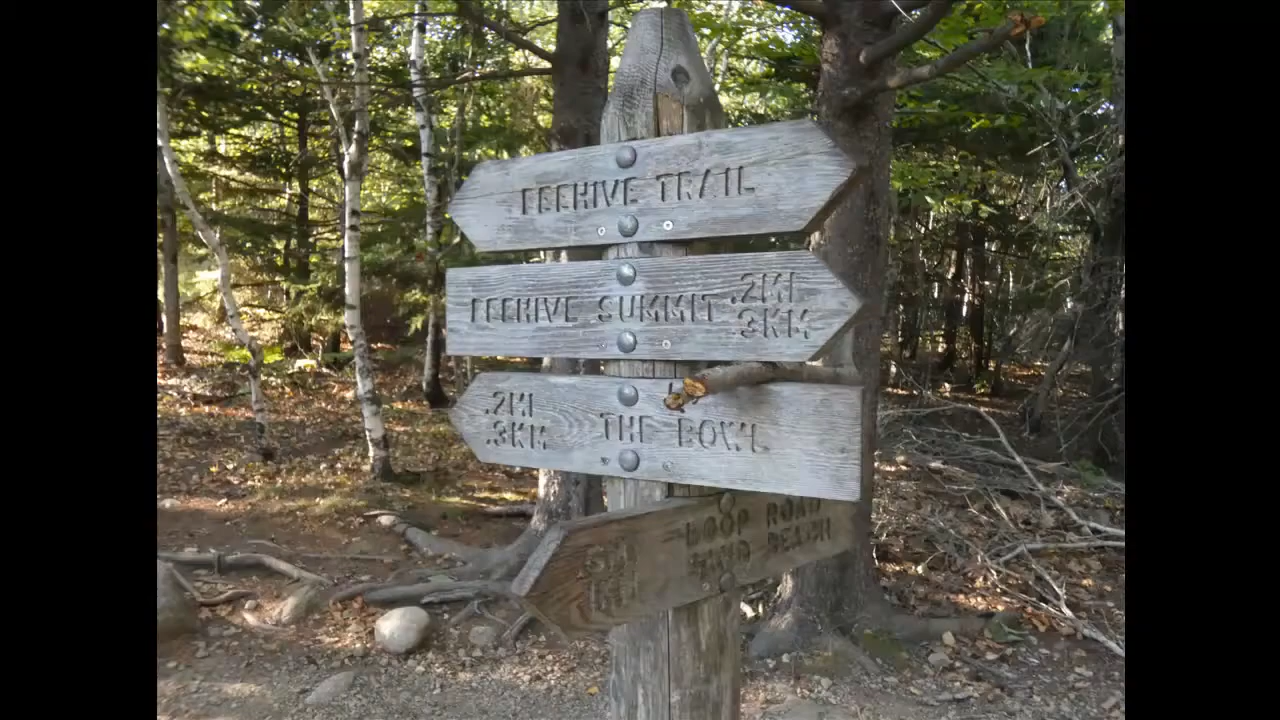 BEEHIVE TRAIL
BEEHIVE SUMMIT .2MI
.3KM
.2MI
.3KM THE BOWL
LOOP ROAD
SAND BEACH